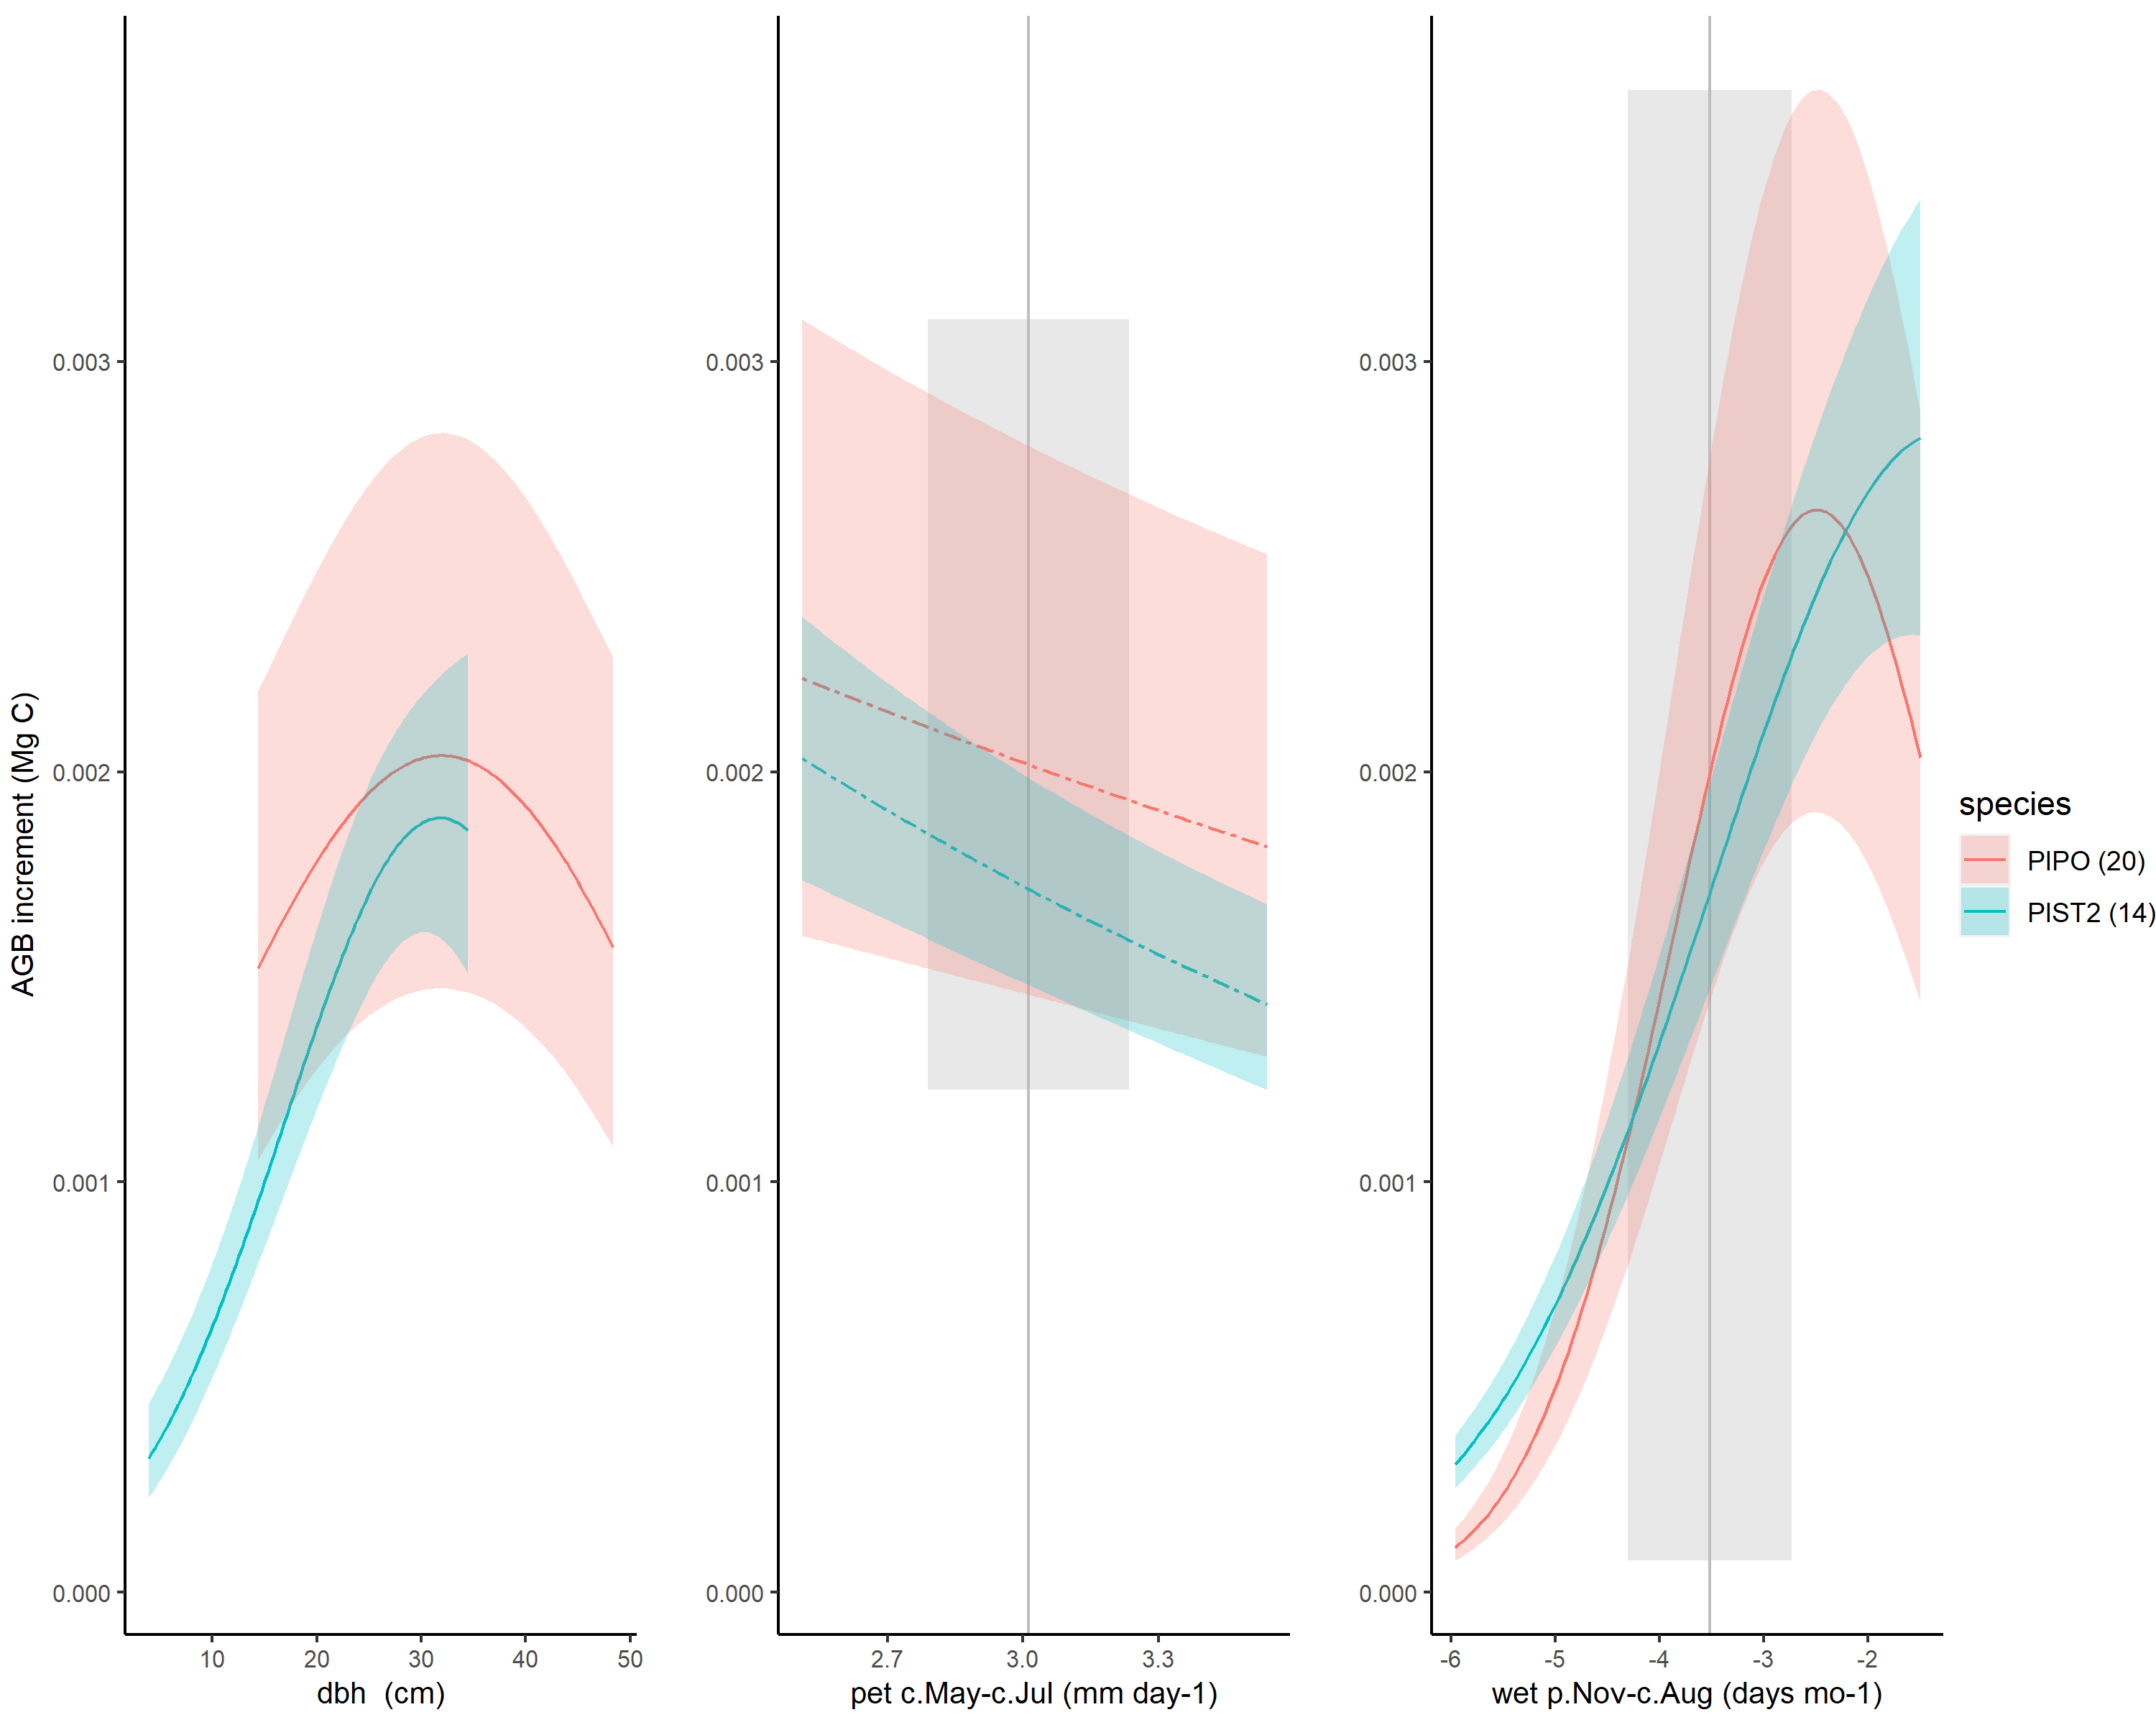 AGB increment (Mg C)
0.003
0.002
0.001
0.000
10 20 30 40 50
dbh  (cm)
0.003
0.002
0.001
0.000
2.7 3.0 3.3
pet c.May-c.Jul (mm day-1)
0.003
0.002
0.001
0.000
-6 -5 -4 -3 -2
wet p.Nov-c.Aug (days mo-1)
species
PIPO (20)
PIST2 (14)